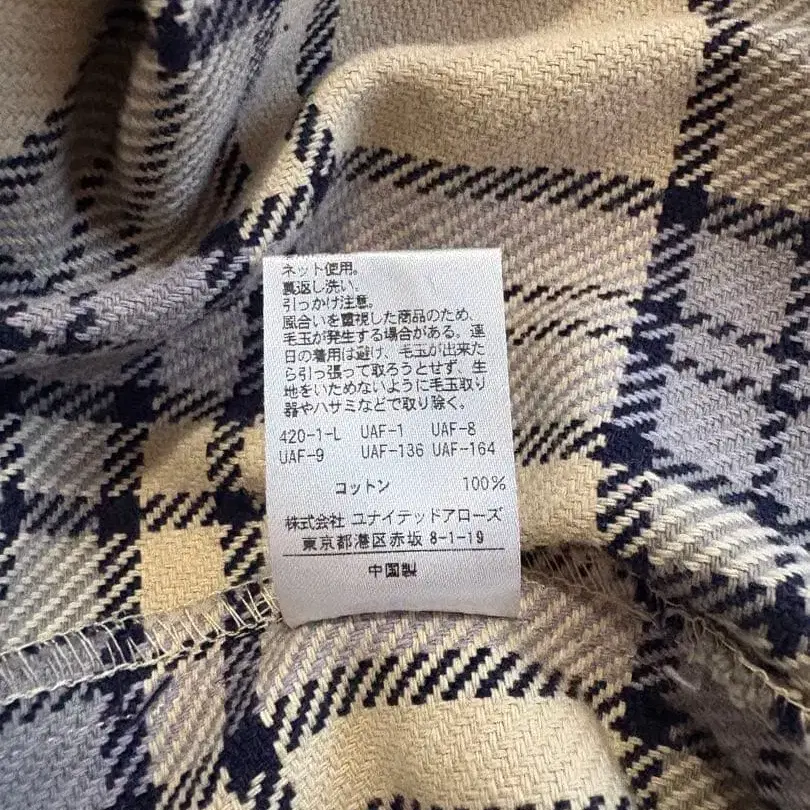 ネット使用。
裏返し洗い。
引っかけ注意。
風合いを重視した商品のため、
毛玉が発生する場合がある。連
日の着用は避け、毛玉が出来た
ら引っ張って取ろうとせず、生
地をいためないように毛玉取り
器やハサミなどで取り除く。
420-1-L UAF-1 UAF-8
UAF-9 UAF-136 UAF-164
コットン 100%
株式会社 ユナイテッドアローズ
東京都港区赤坂 8-1-19
中国製